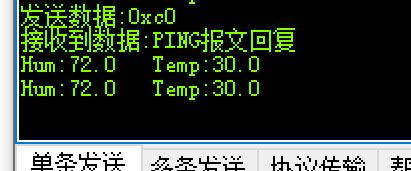 发送数据:0xc0
接收到数据:PING报文回复
Hum:72.0 Temp:30.0
Hum:72.0 Temp:30.0
单条发送 多条发送 协议传输 帮